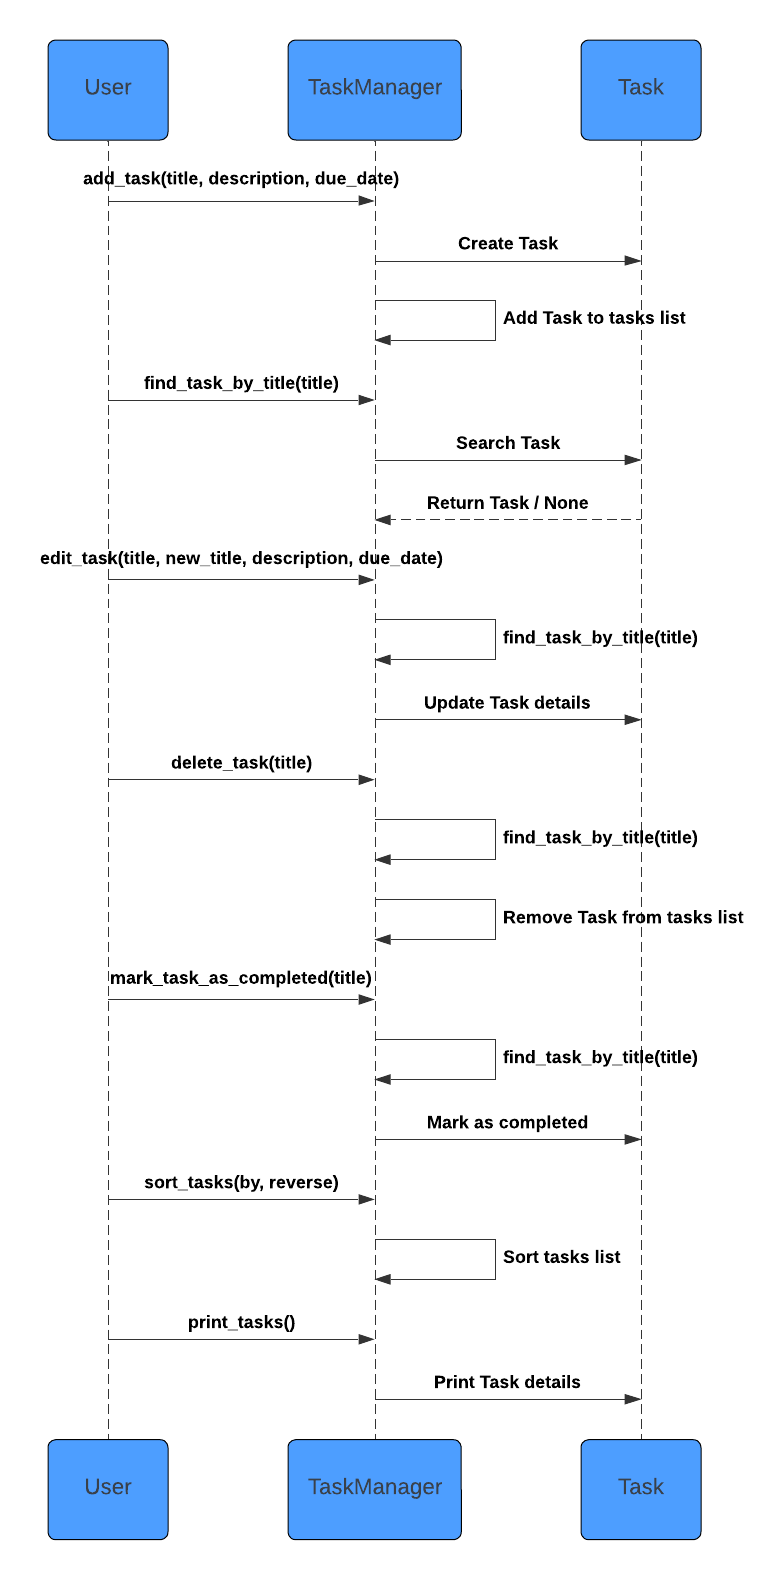 User
TaskManager
Task
add_task(title, description, due_date)
Create Task
Add Task to tasks list
find_task_by_title(title)
Search Task
Return Task / None
edit_task(title, new_title, description, due_date)
find_task_by_title(title)
Update Task details
delete_task(title)
find_task_by_title(title)
Remove Task from tasks list
mark_task_as_completed(title)
find_task_by_title(title)
Mark as completed
sort_tasks(by, reverse)
Sort tasks list
print_tasks()
Print Task details
User
TaskManager
Task